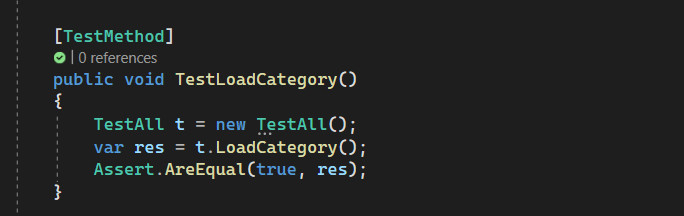 [TestMethod]
| 0 references
public void TestLoadCategory()
{
TestAll t = new TestAll();
var res = t.LoadCategory();
Assert.AreEqual(true, res);
}